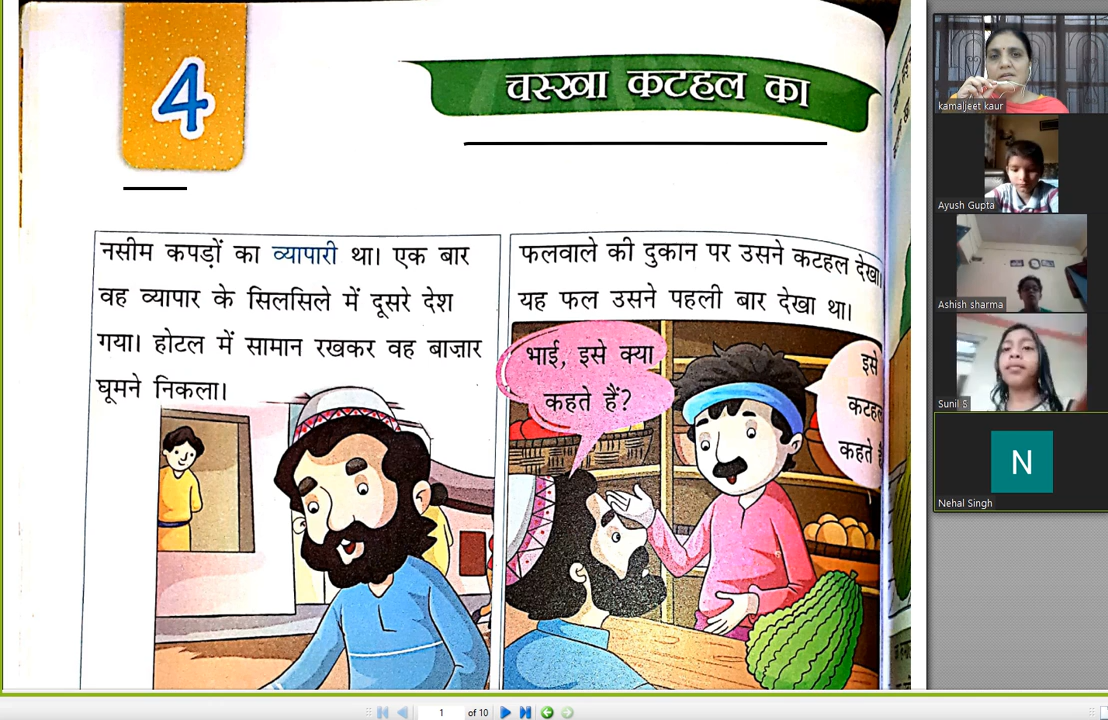 4
चस्खा कटहल का
नसीम कपड़ों का व्यापारी था। एक बार
वह व्यापार के सिलसिले में दूसरे देश
गया। होटल में सामान रखकर वह बाज़ार
घूमने निकला।
फलवाले की दुकान पर उसने कटहल देखा।
यह फल उसने पहली बार देखा था।
भाई, इसे क्या
कहते हैं?
इसे
कटहल
कहते
kamaljeet kaur
Ayush Gupta
Ashish sharma
Sunil S
N
Nehal Singh
1 of 10